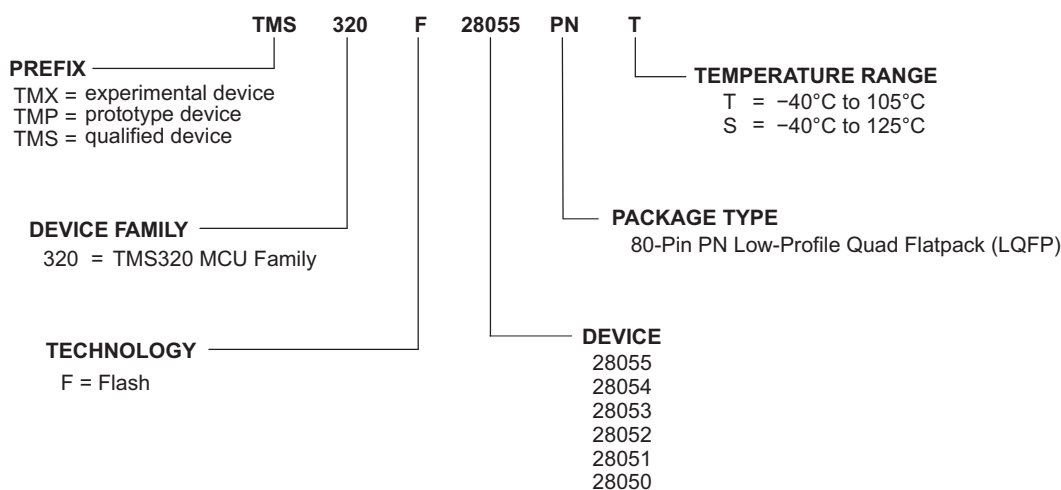 TMS 320 F 28055 PN T
PREFIX
TMX = experimental device
TMP = prototype device
TMS = qualified device
TEMPERATURE RANGE
T = −40°C to 105°C
S = −40°C to 125°C
DEVICE FAMILY
320 = TMS320 MCU Family
PACKAGE TYPE
80-Pin PN Low-Profile Quad Flatpack (LQFP)
TECHNOLOGY
F = Flash
DEVICE
28055
28054
28053
28052
28051
28050